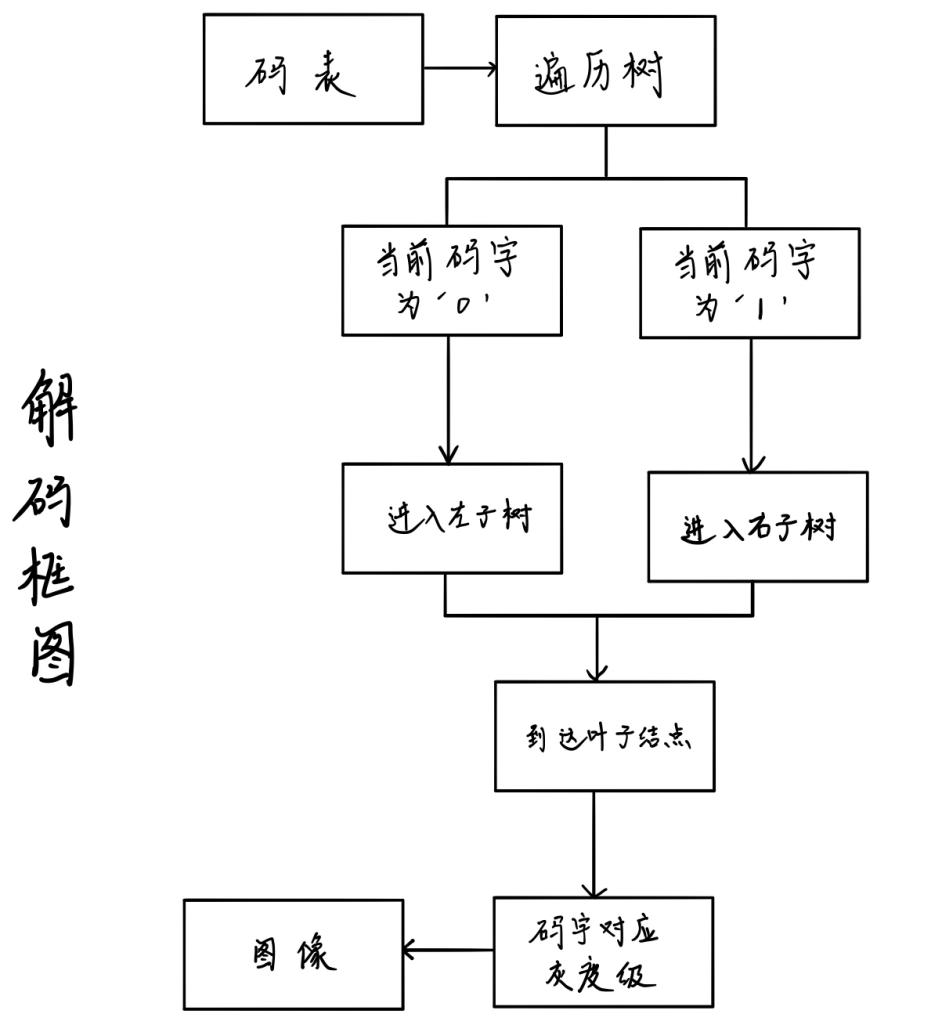 码表
遍历树
当前码字
为‘0’
当前码字
为‘1’
进入左子树
进入右子树
到达叶子结点
码字对应
灰度级
图像
解码框图